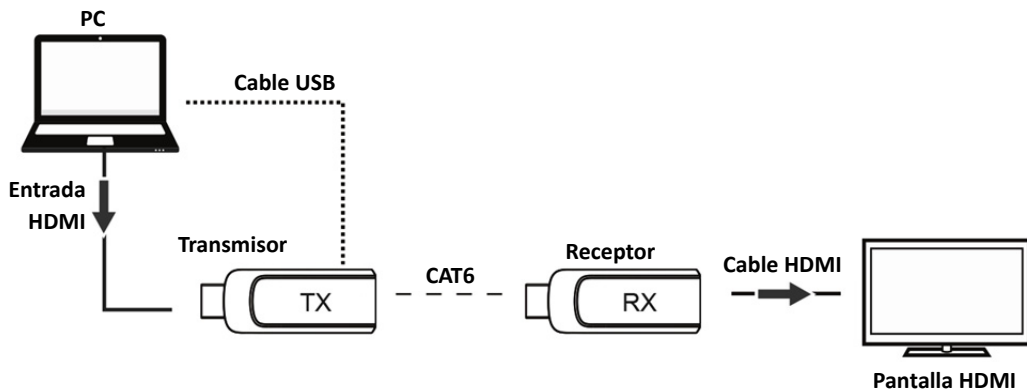 PC
Cable USB
Entrada
HDMI
Transmisor
TX
CAT6
Receptor
RX
Cable HDMI
Pantalla HDMI